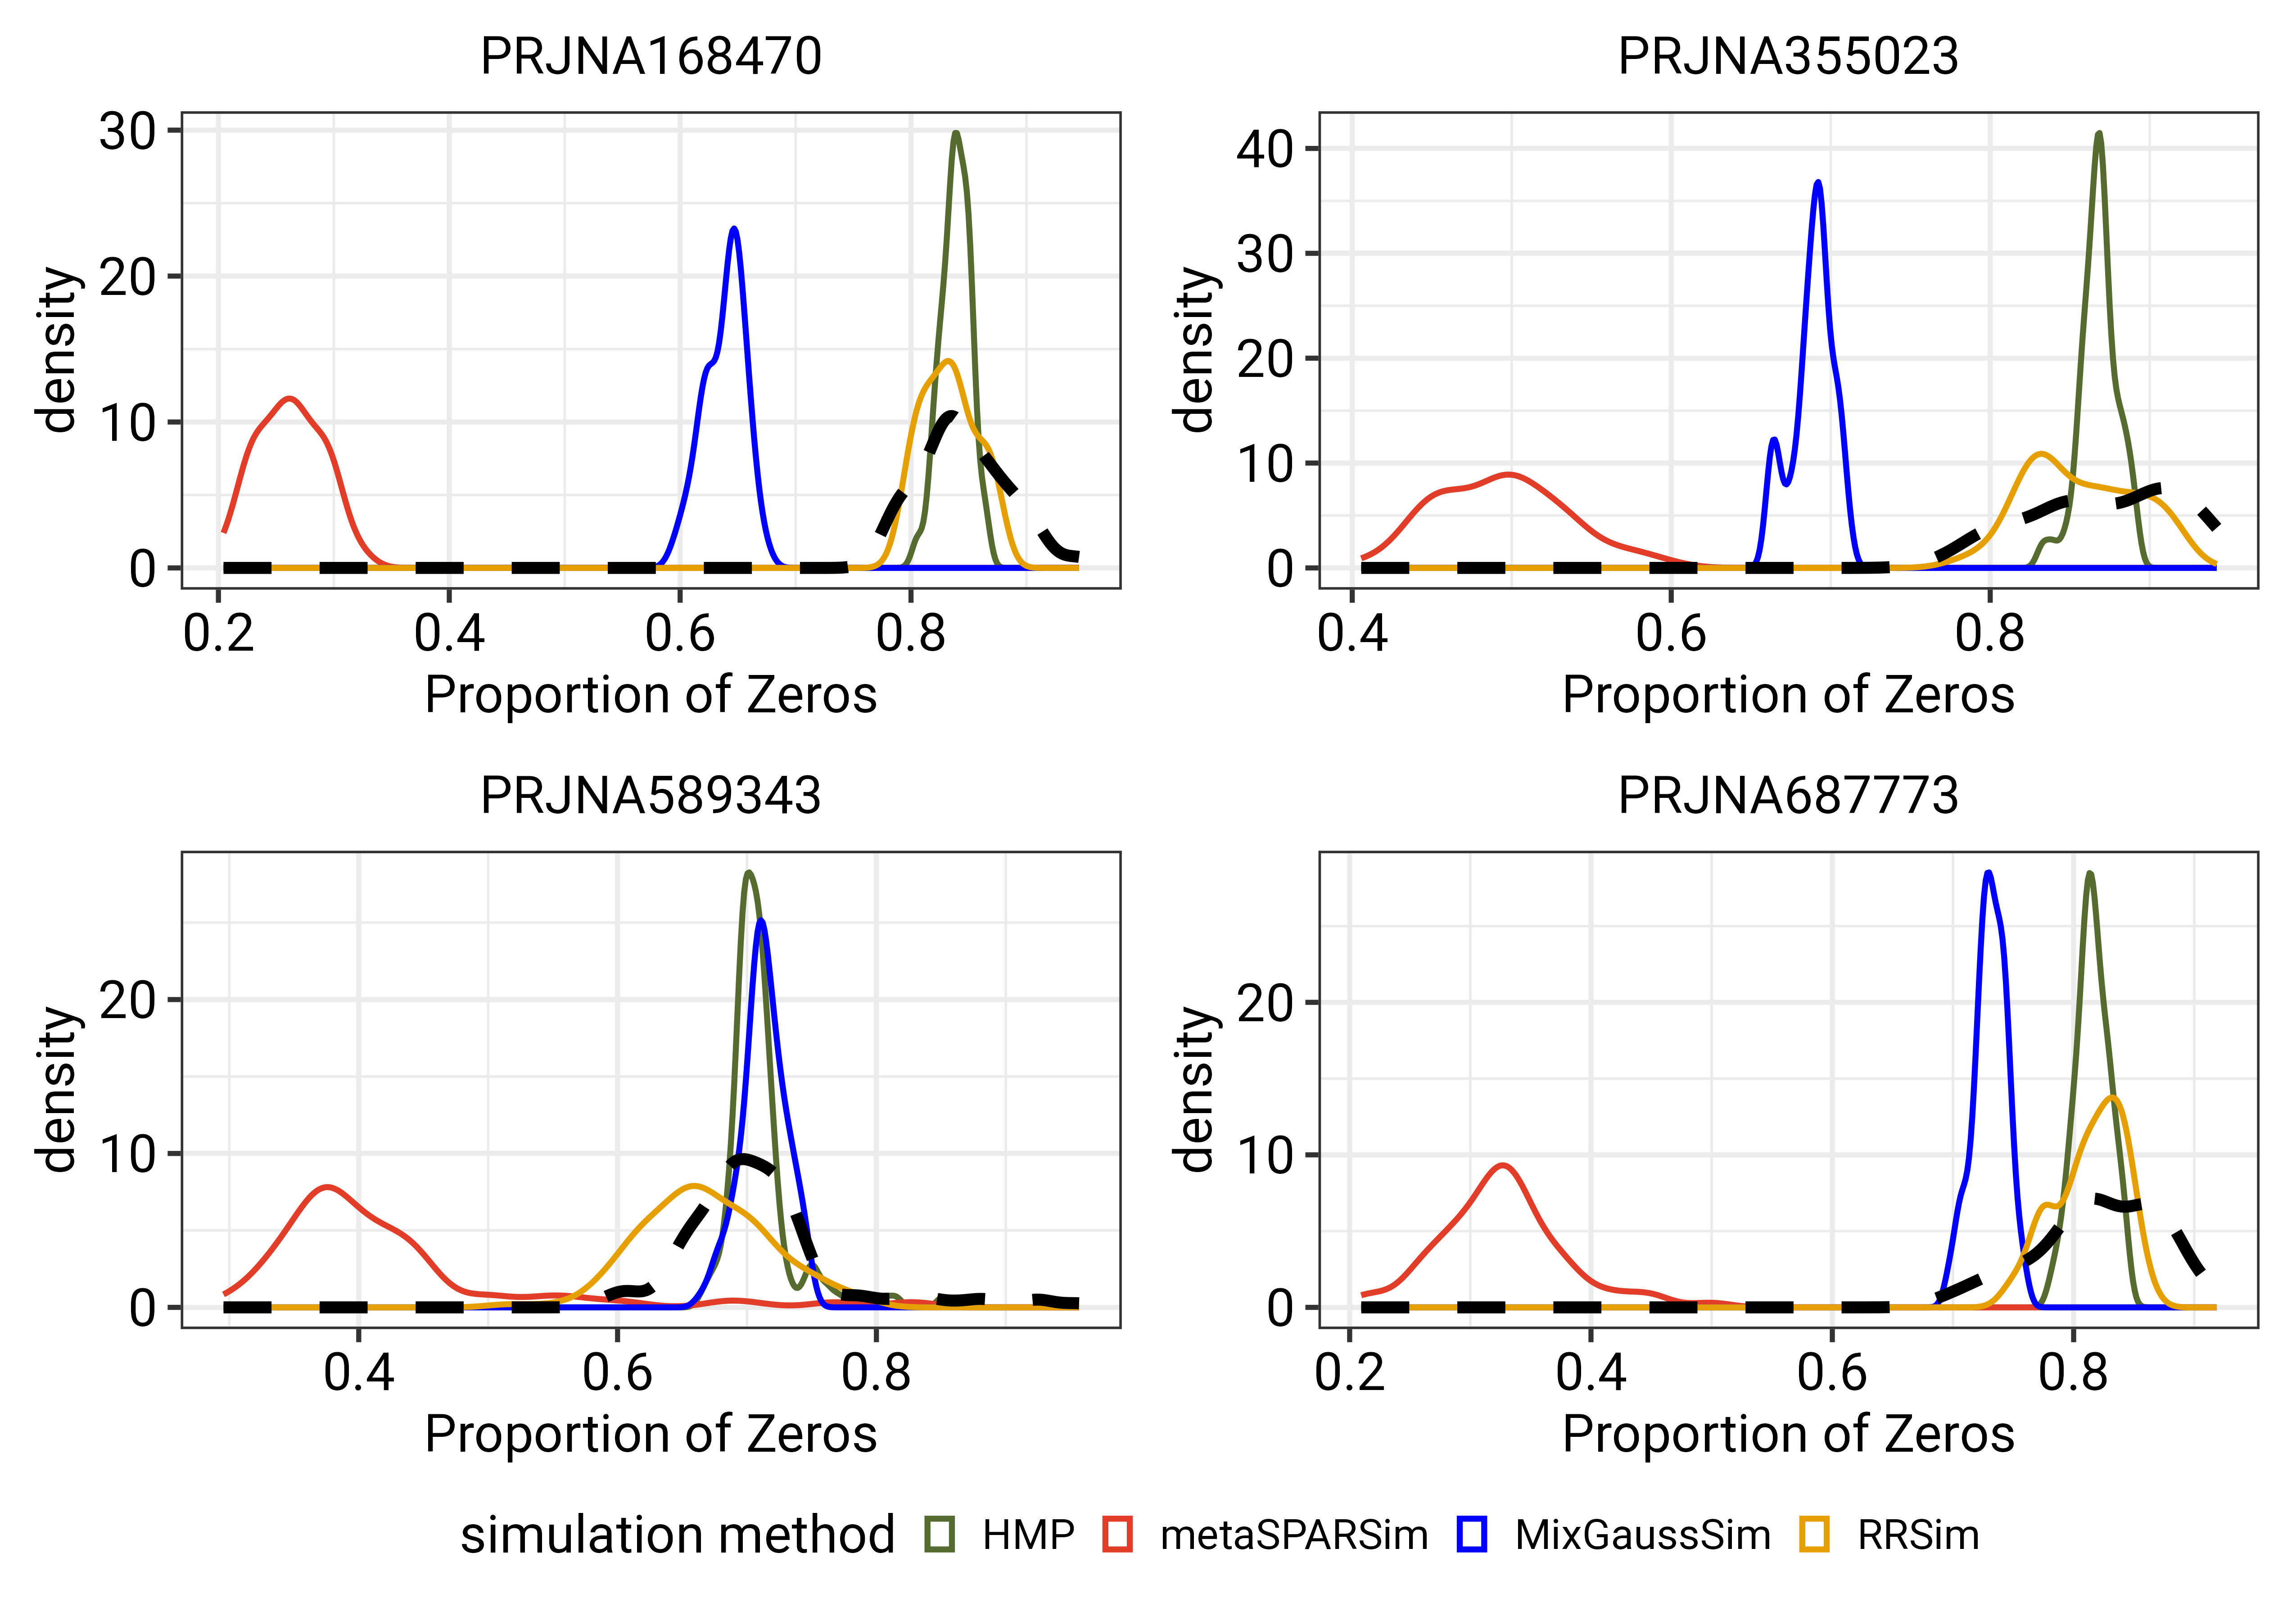 PRJNA168470
PRJNA355023
density
30
20
10
0
0.2 0.4 0.6 0.8
Proportion of Zeros
density
40
30
20
10
0
0.4 0.6 0.8
Proportion of Zeros
PRJNA589343
PRJNA687773
density
20
10
0
0.4 0.6 0.8
Proportion of Zeros
density
20
10
0
0.2 0.4 0.6 0.8
Proportion of Zeros
simulation method HMP metaSPARSim MixGaussSim RRSim